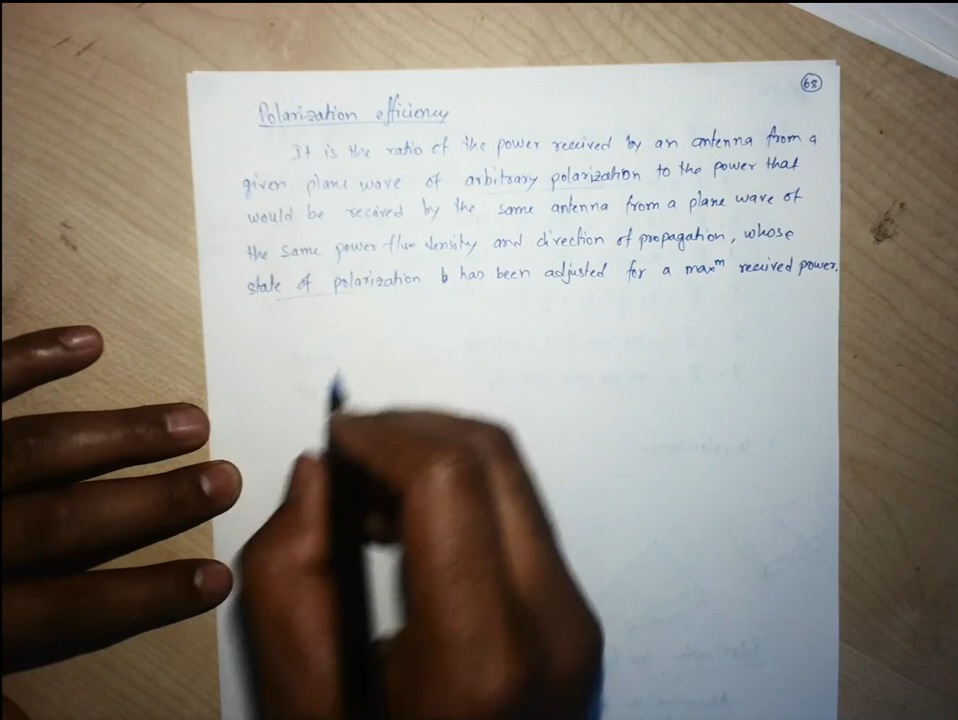 68
Polarization efficiency
It is the ratio of the power received by an antenna from a
given plane wave of arbitrary polarization to the power that
would be recieved by the same antenna from a plane wave of
the same power flux density and direction of propagation, whose
state of polarization has been adjusted for a maxᵐ received power.